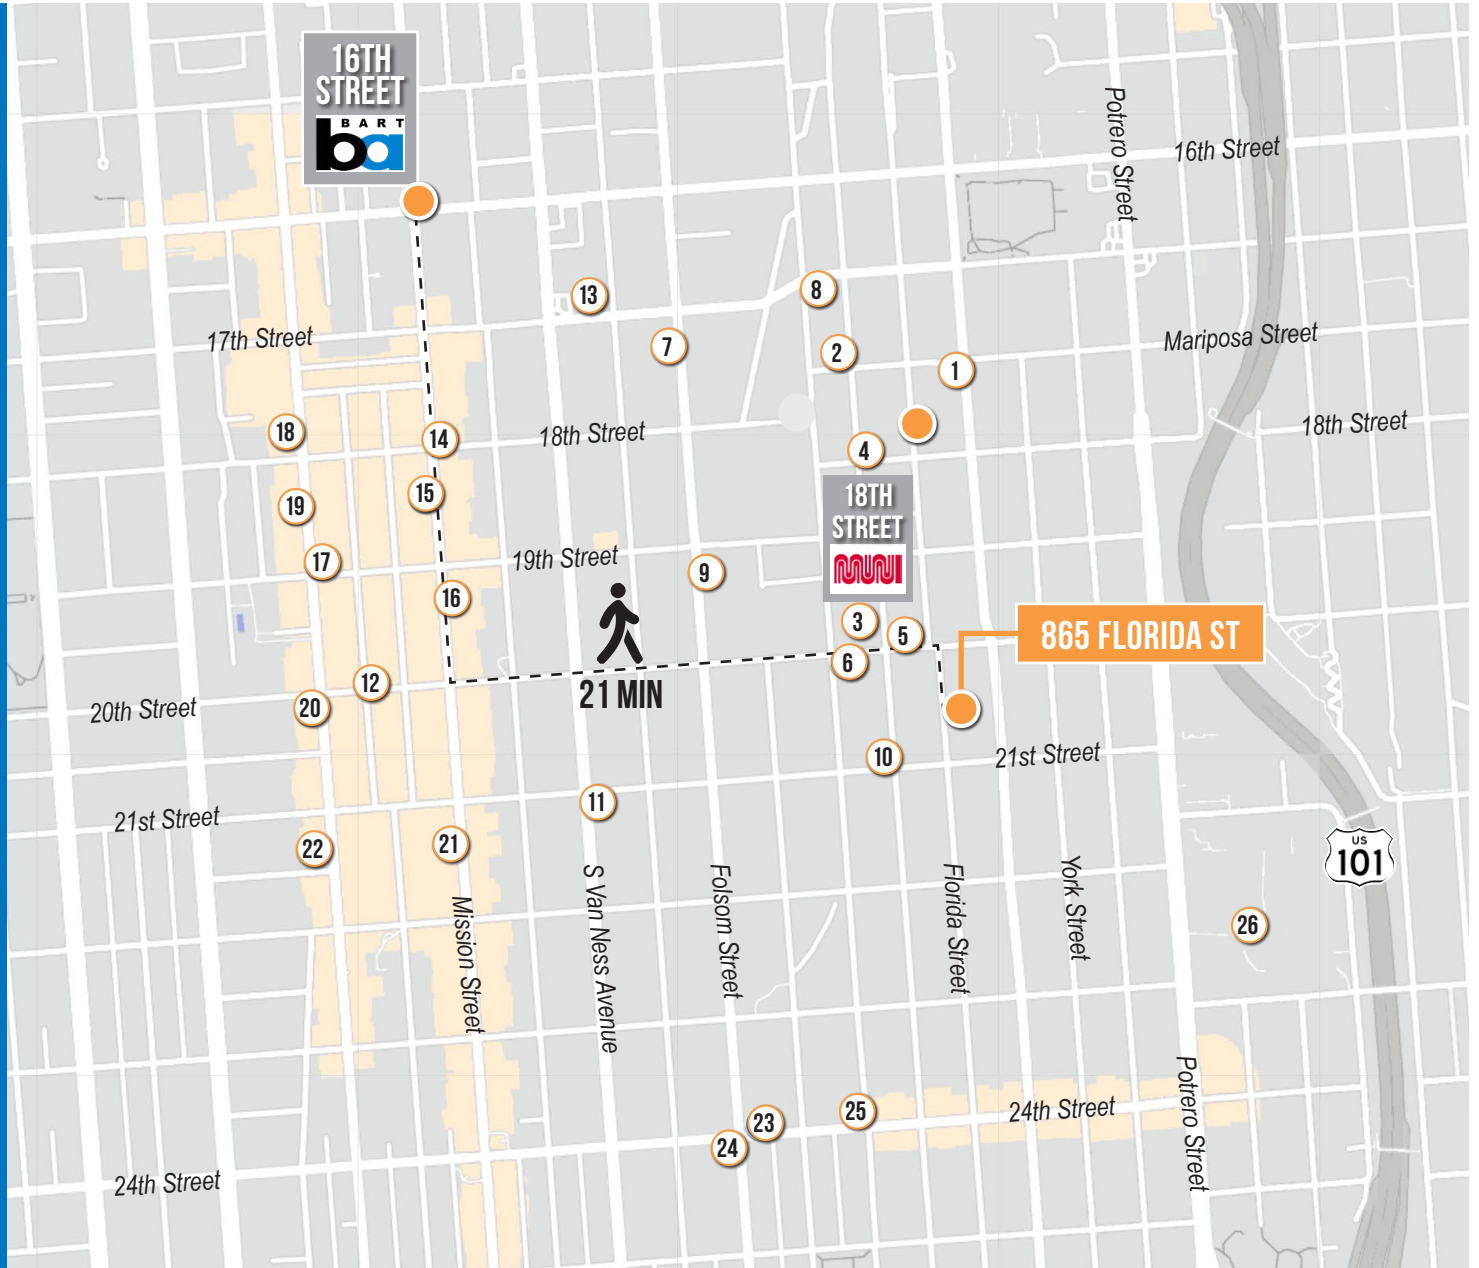 16TH
STREET
BART
ba
Potrero Street
16th Street
13
8
17th Street
7
2
1
Mariposa Street
18
14
18th Street
4
18th Street
19
15
18TH
STREET
MUNI
17
19th Street
9
16
3
5
865 FLORIDA ST
6
12
20
20th Street
21 MIN
10
21st Street
11
21st Street
22
21
US
101
Mission Street
S Van Ness Avenue
Folsom Street
Florida Street
York Street
26
Potrero Street
25
24th Street
23
24
24th Street